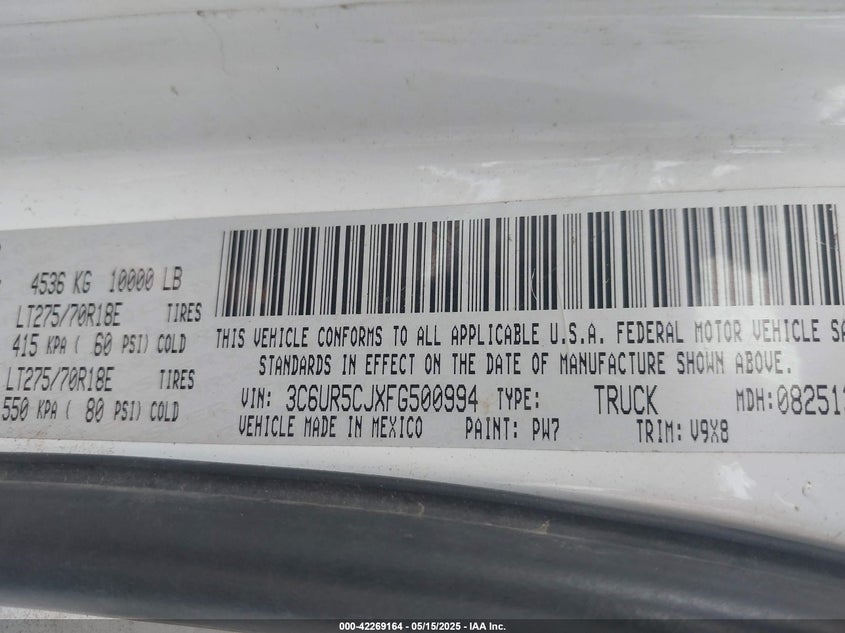 4536 KG 10000 LB
LT275/70R18E TIRES
415 KPA ( 60 PSI) COLD
LT275/70R18E TIRES
550 KPA ( 80 PSI) COLD
THIS VEHICLE CONFORMS TO ALL APPLICABLE U.S.A. FEDERAL MOTOR VEHICLE SA
STANDARDS IN EFFECT ON THE DATE OF MANUFACTURE SHOWN ABOVE.
VIN: 3C6UR5CJXFG500994 TYPE: TRUCK MDH: 08251
VEHICLE MADE IN MEXICO PAINT: PW7 TRIM: V9X8
000-42269164 - 05/15/2025 - IAA Inc.